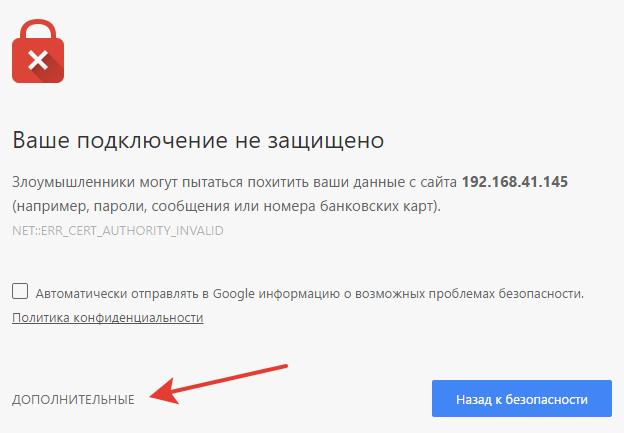 Ваше подключение не защищено
Злоумышленники могут пытаться похитить ваши данные с сайта 192.168.41.145
(например, пароли, сообщения или номера банковских карт).
NET::ERR_CERT_AUTHORITY_INVALID
Автоматически отправлять в Google информацию о возможных проблемах безопасности.
Политика конфиденциальности
ДОПОЛНИТЕЛЬНЫЕ
Назад к безопасности